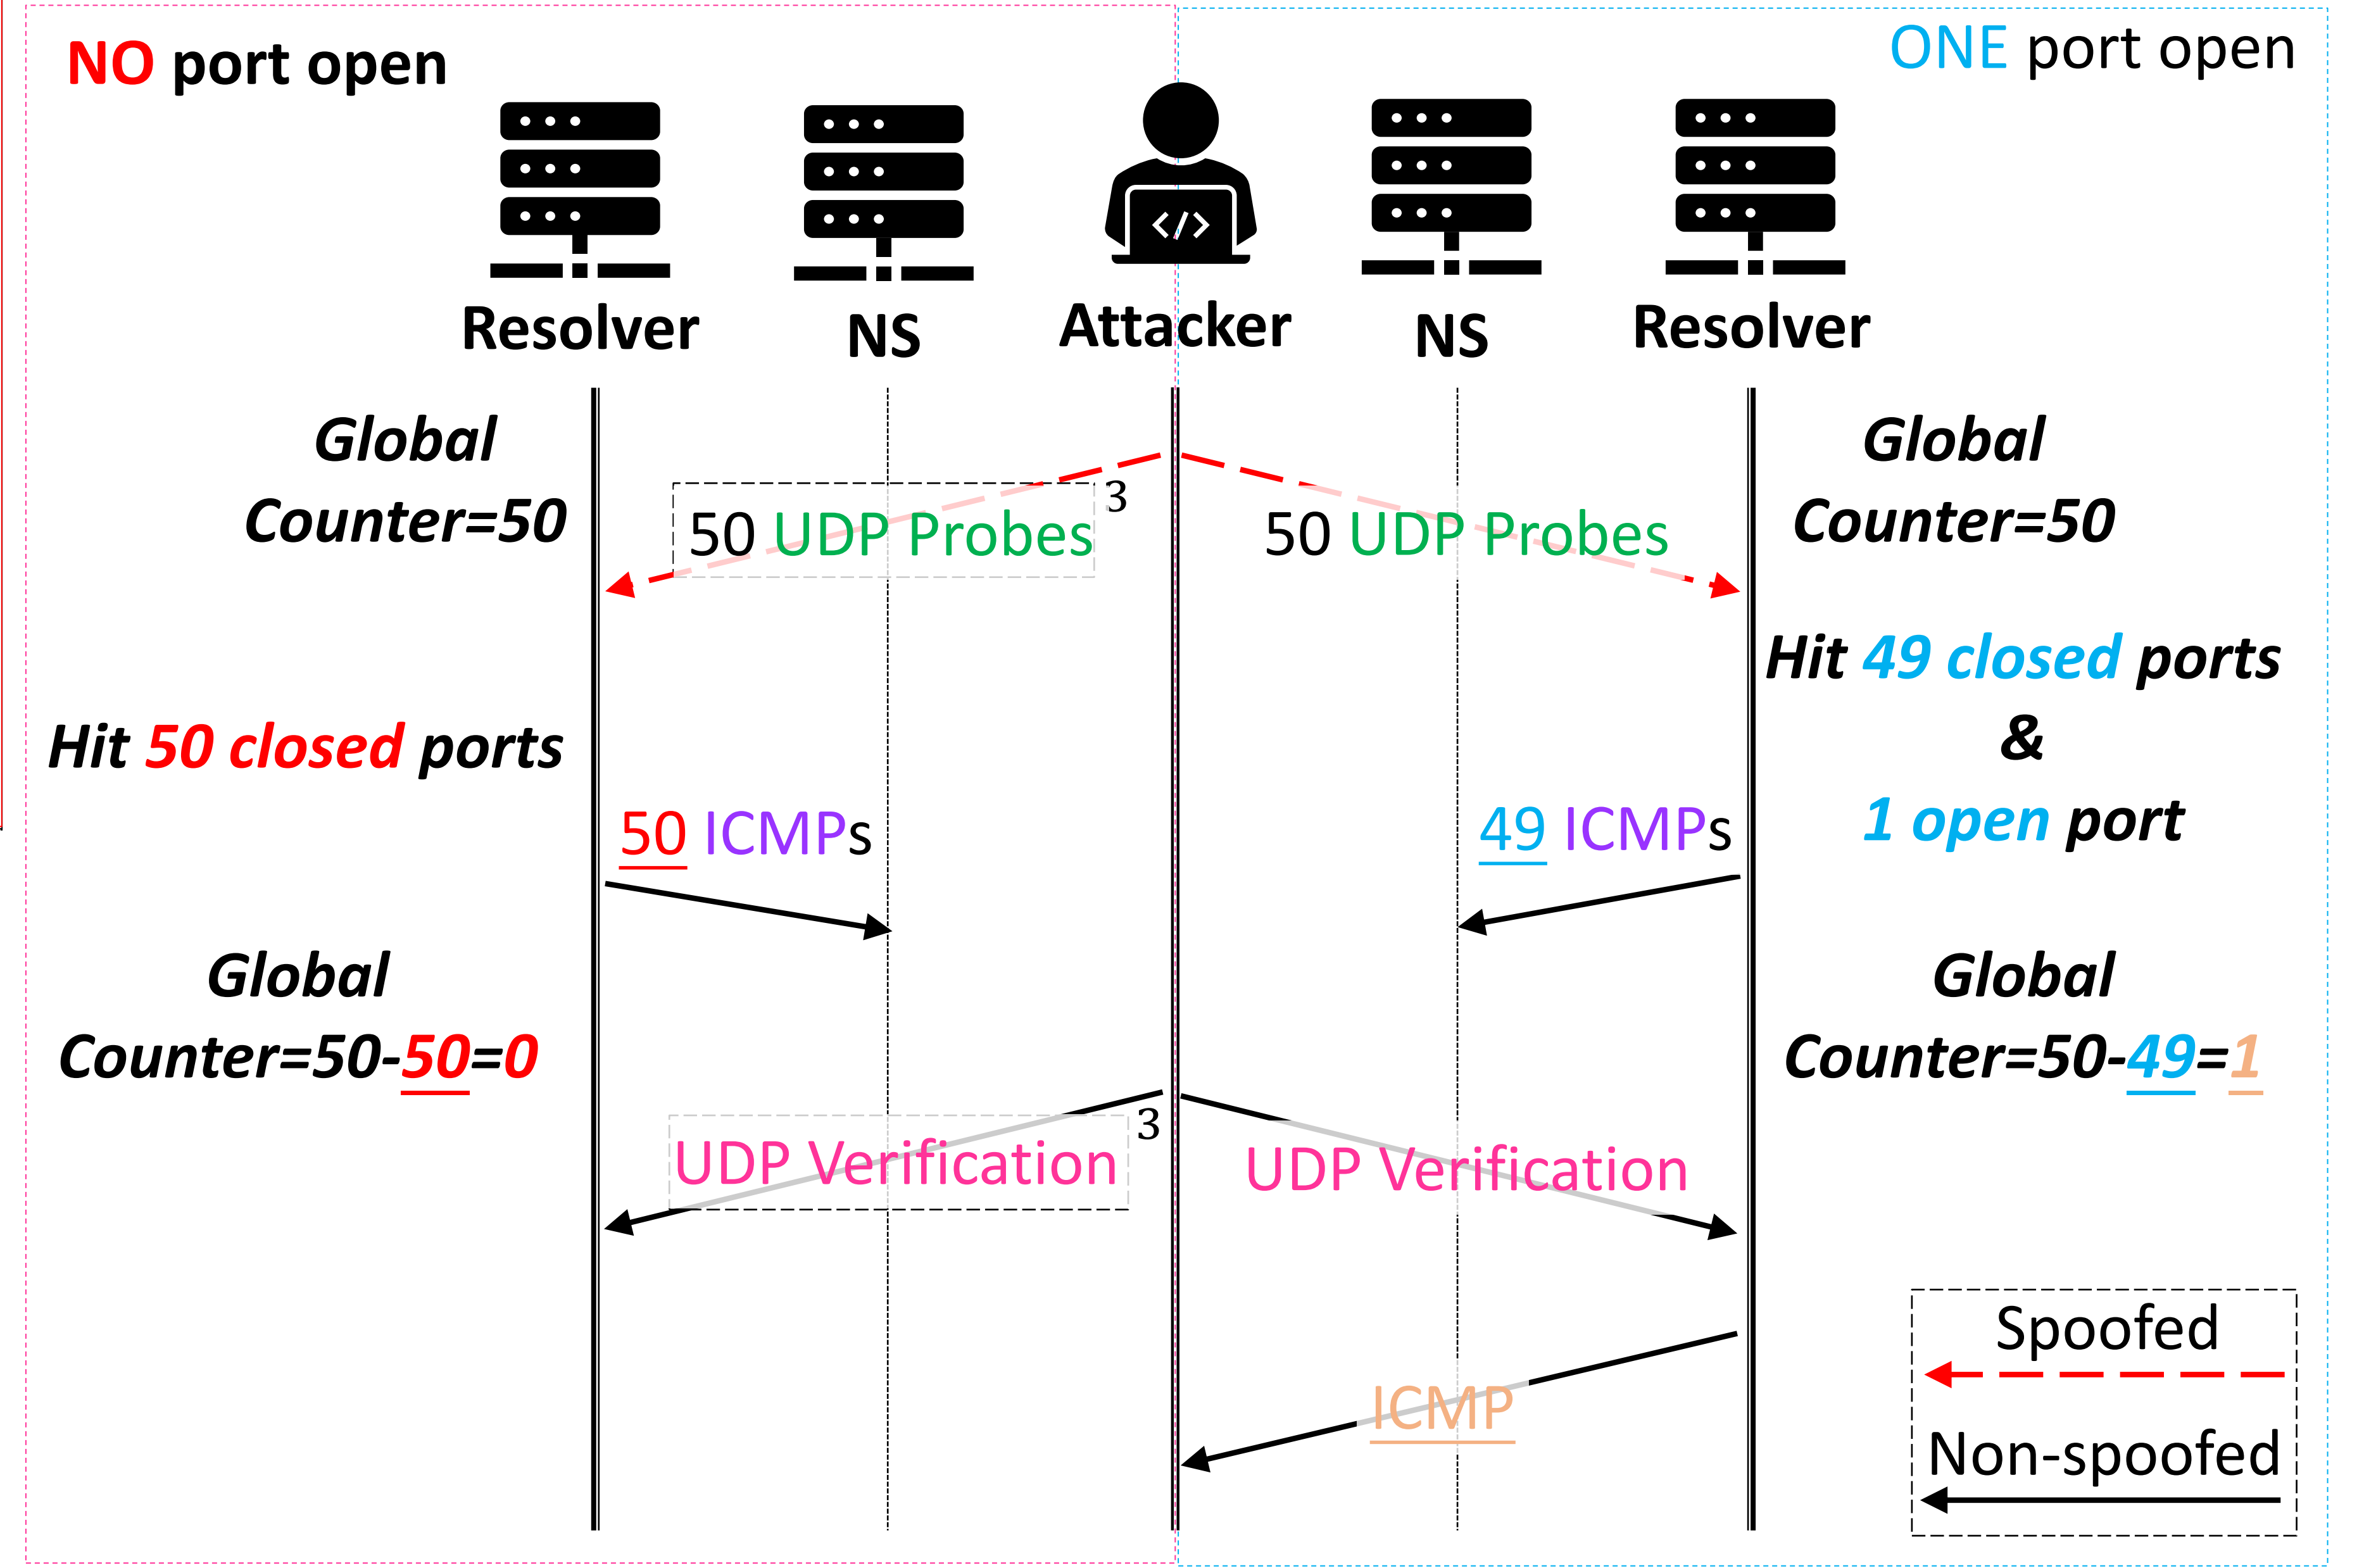 NO port open
ONE port open
Resolver
NS
Attacker
NS
Resolver
Global
Counter=50
50 UDP Probes
3
50 UDP Probes
Global
Counter=50
Hit 50 closed ports
Hit 49 closed ports
&
1 open port
50 ICMPs
49 ICMPs
Global
Counter=50-50=0
Global
Counter=50-49=1
UDP Verification
3
UDP Verification
ICMP
Spoofed
Non-spoofed